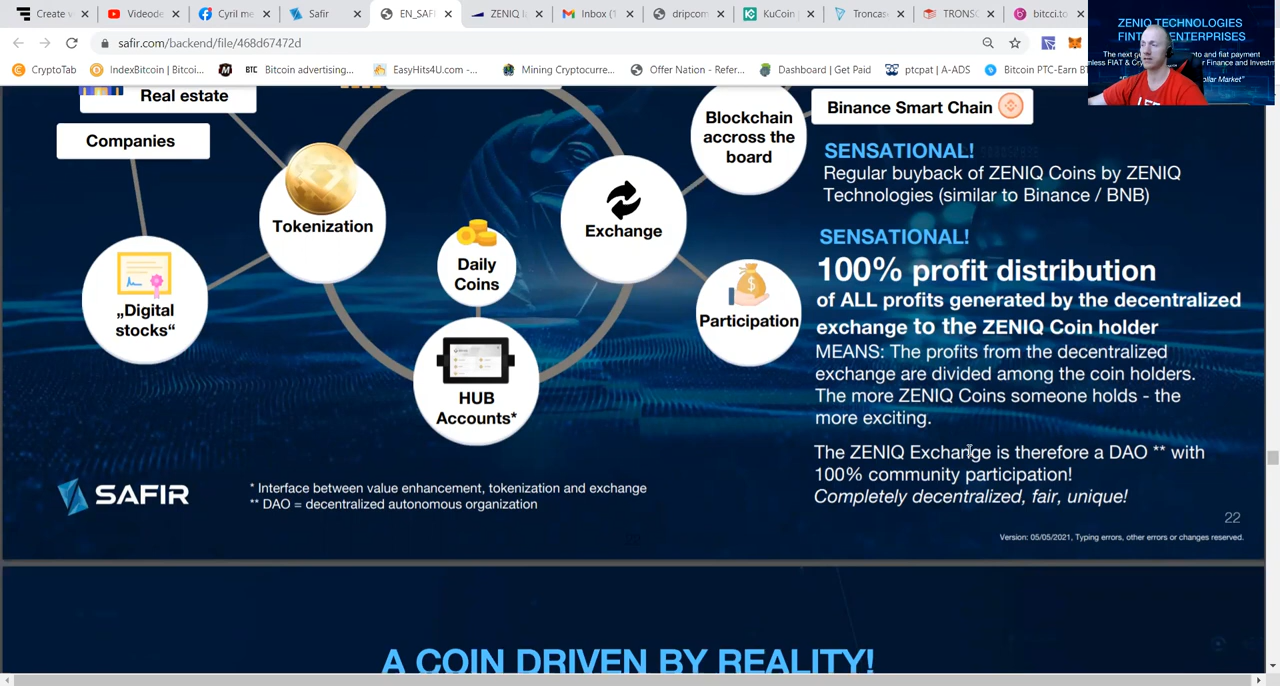 Create v
Videode
Cyril me
Safir
EN_SAFI
ZENIQ I
Inbox (1
dripcom
KuCoin |
Troncas
TRONSC
bitcci.to
safir.com/backend/file/468d67472d
CryptoTab
IndexBitcoin | Bitcoi...
BTC Bitcoin advertising...
EasyHits4U.com -...
Mining Cryptocurre...
Offer Nation - Refer...
Dashboard | Get Paid
ptcpat | A-ADS
Bitcoin PTC-Earn BT
ZENIQ TECHNOLOGIES
Real estate
Companies
Tokenization
„Digital
stocks“
Daily
Coins
HUB
Accounts*
Exchange
Blockchain
accross the
board
Participation
Binance Smart Chain
SENSATIONAL!
Regular buyback of ZENIQ Coins by ZENIQ
Technologies (similar to Binance / BNB)
SENSATIONAL!
100% profit distribution
of ALL profits generated by the decentralized
exchange to the ZENIQ Coin holder
MEANS: The profits from the decentralized
exchange are divided among the coin holders.
The more ZENIQ Coins someone holds - the
more exciting.
The ZENIQ Exchange is therefore a DAO ** with
100% community participation!
Completely decentralized, fair, unique!
SAFIR
* Interface between value enhancement, tokenization and exchange
** DAO = decentralized autonomous organization
22
Version: 05/05/2021, Typing errors, other errors or changes reserved.
A COIN DRIVEN BY REALITY!